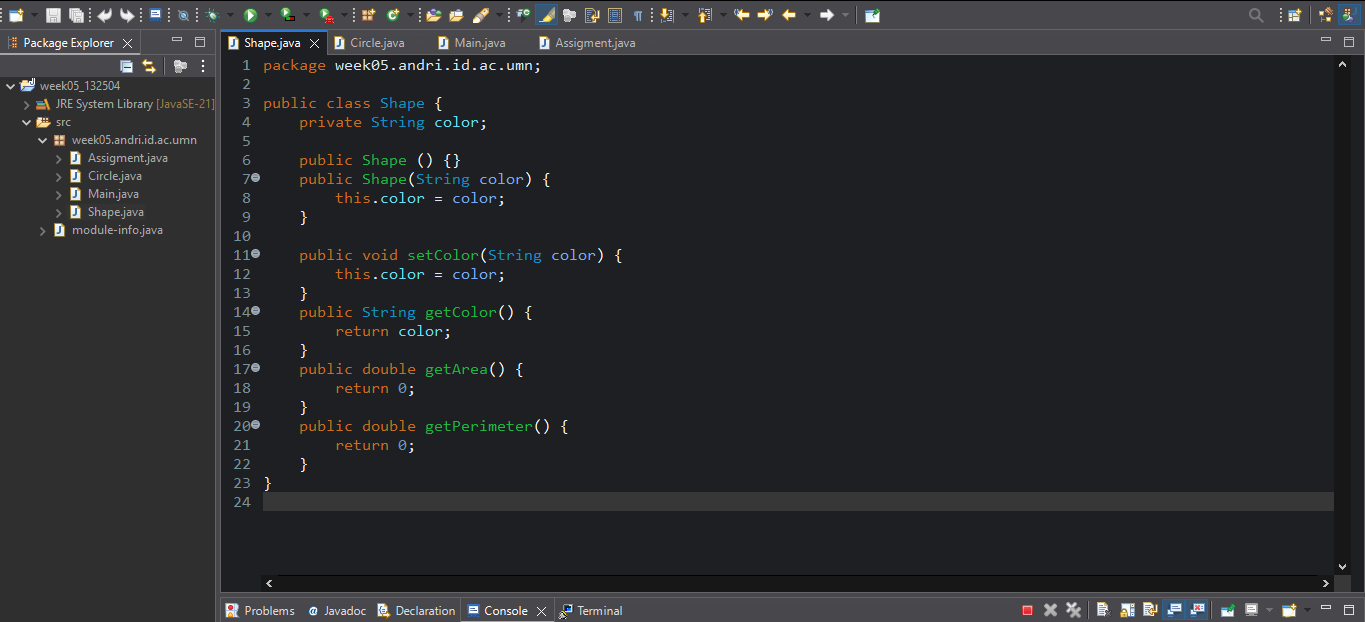 Package Explorer
week05_132504
JRE System Library [JavaSE-21]
src
week05.andri.id.ac.umn
Assigment.java
Circle.java
Main.java
Shape.java
module-info.java
Shape.java Circle.java Main.java Assigment.java
1 package week05.andri.id.ac.umn;
2
3 public class Shape {
4 private String color;
5
6 public Shape () {}
7 public Shape(String color) {
8 this.color = color;
9 }
10
11 public void setColor(String color) {
12 this.color = color;
13 }
14 public String getColor() {
15 return color;
16 }
17 public double getArea() {
18 return 0;
19 }
20 public double getPerimeter() {
21 return 0;
22 }
23 }
24
Problems @ Javadoc Declaration Console Terminal